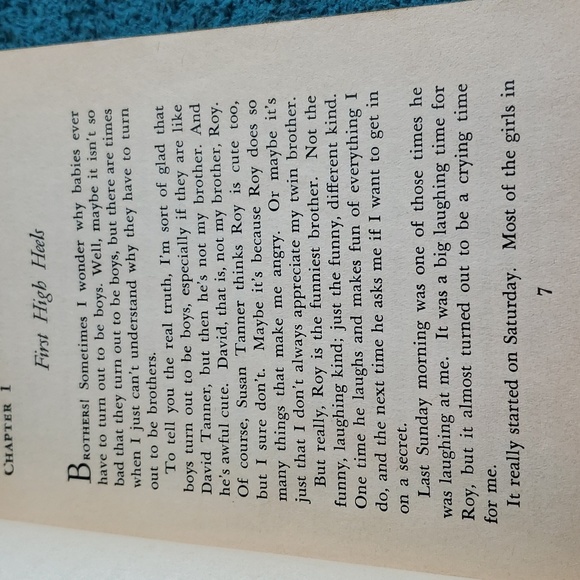 CHAPTER 1
First High Heels
BROTHERS! Sometimes I wonder why babies ever
have to turn out to be boys. Well, maybe it isn't so
bad that they turn out to be boys, but there are times
when I just can't understand why they have to turn
out to be brothers.
To tell you the real truth, I'm sort of glad that
boys turn out to be boys, especially if they are like
David Tanner, but then he's not my brother. And
he's awful cute. David, that is, not my brother, Roy.
Of course, Susan Tanner thinks Roy is cute too,
but I sure don't. Maybe it's because Roy does so
many things that make me angry. Or maybe it's
just that I don't always appreciate my twin brother.
But really, Roy is the funniest brother. Not the
funny, laughing kind; just the funny, different kind.
One time he laughs and makes fun of everything I
do, and the next time he asks me if I want to get in
on a secret.
Last Sunday morning was one of those times he
was laughing at me. It was a big laughing time for
Roy, but it almost turned out to be a crying time
for me.
It really started on Saturday. Most of the girls in
7